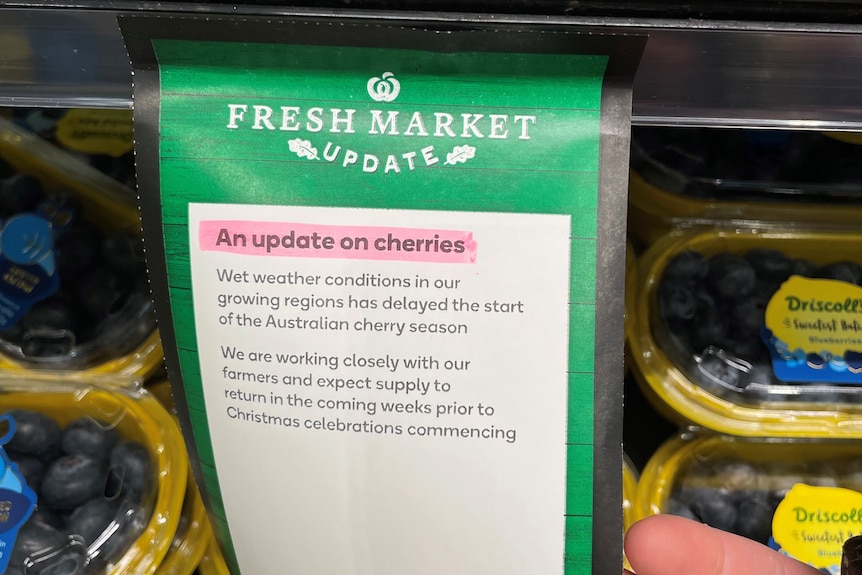 FRESH MARKET
UPDATE
An update on cherries
Wet weather conditions in our
growing regions has delayed the start
of the Australian cherry season
We are working closely with our
farmers and expect supply to
return in the coming weeks prior to
Christmas celebrations commencing
Driscoll's
Sweetest Bat
Blueberries
Driscoll
Sweetest